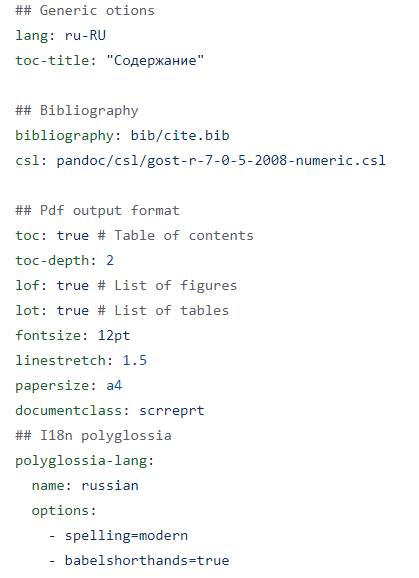 ## Generic otions
lang: ru-RU
toc-title: "Содержание"

## Bibliography
bibliography: bib/cite.bib
csl: pandoc/csl/gost-r-7-0-5-2008-numeric.csl

## Pdf output format
toc: true # Table of contents
toc-depth: 2
lof: true # List of figures
lot: true # List of tables
fontsize: 12pt
linestretch: 1.5
papersize: a4
documentclass: scrreprt
## I18n polyglossia
polyglossia-lang:
  name: russian
  options:
    - spelling=modern
    - babelshorthands=true